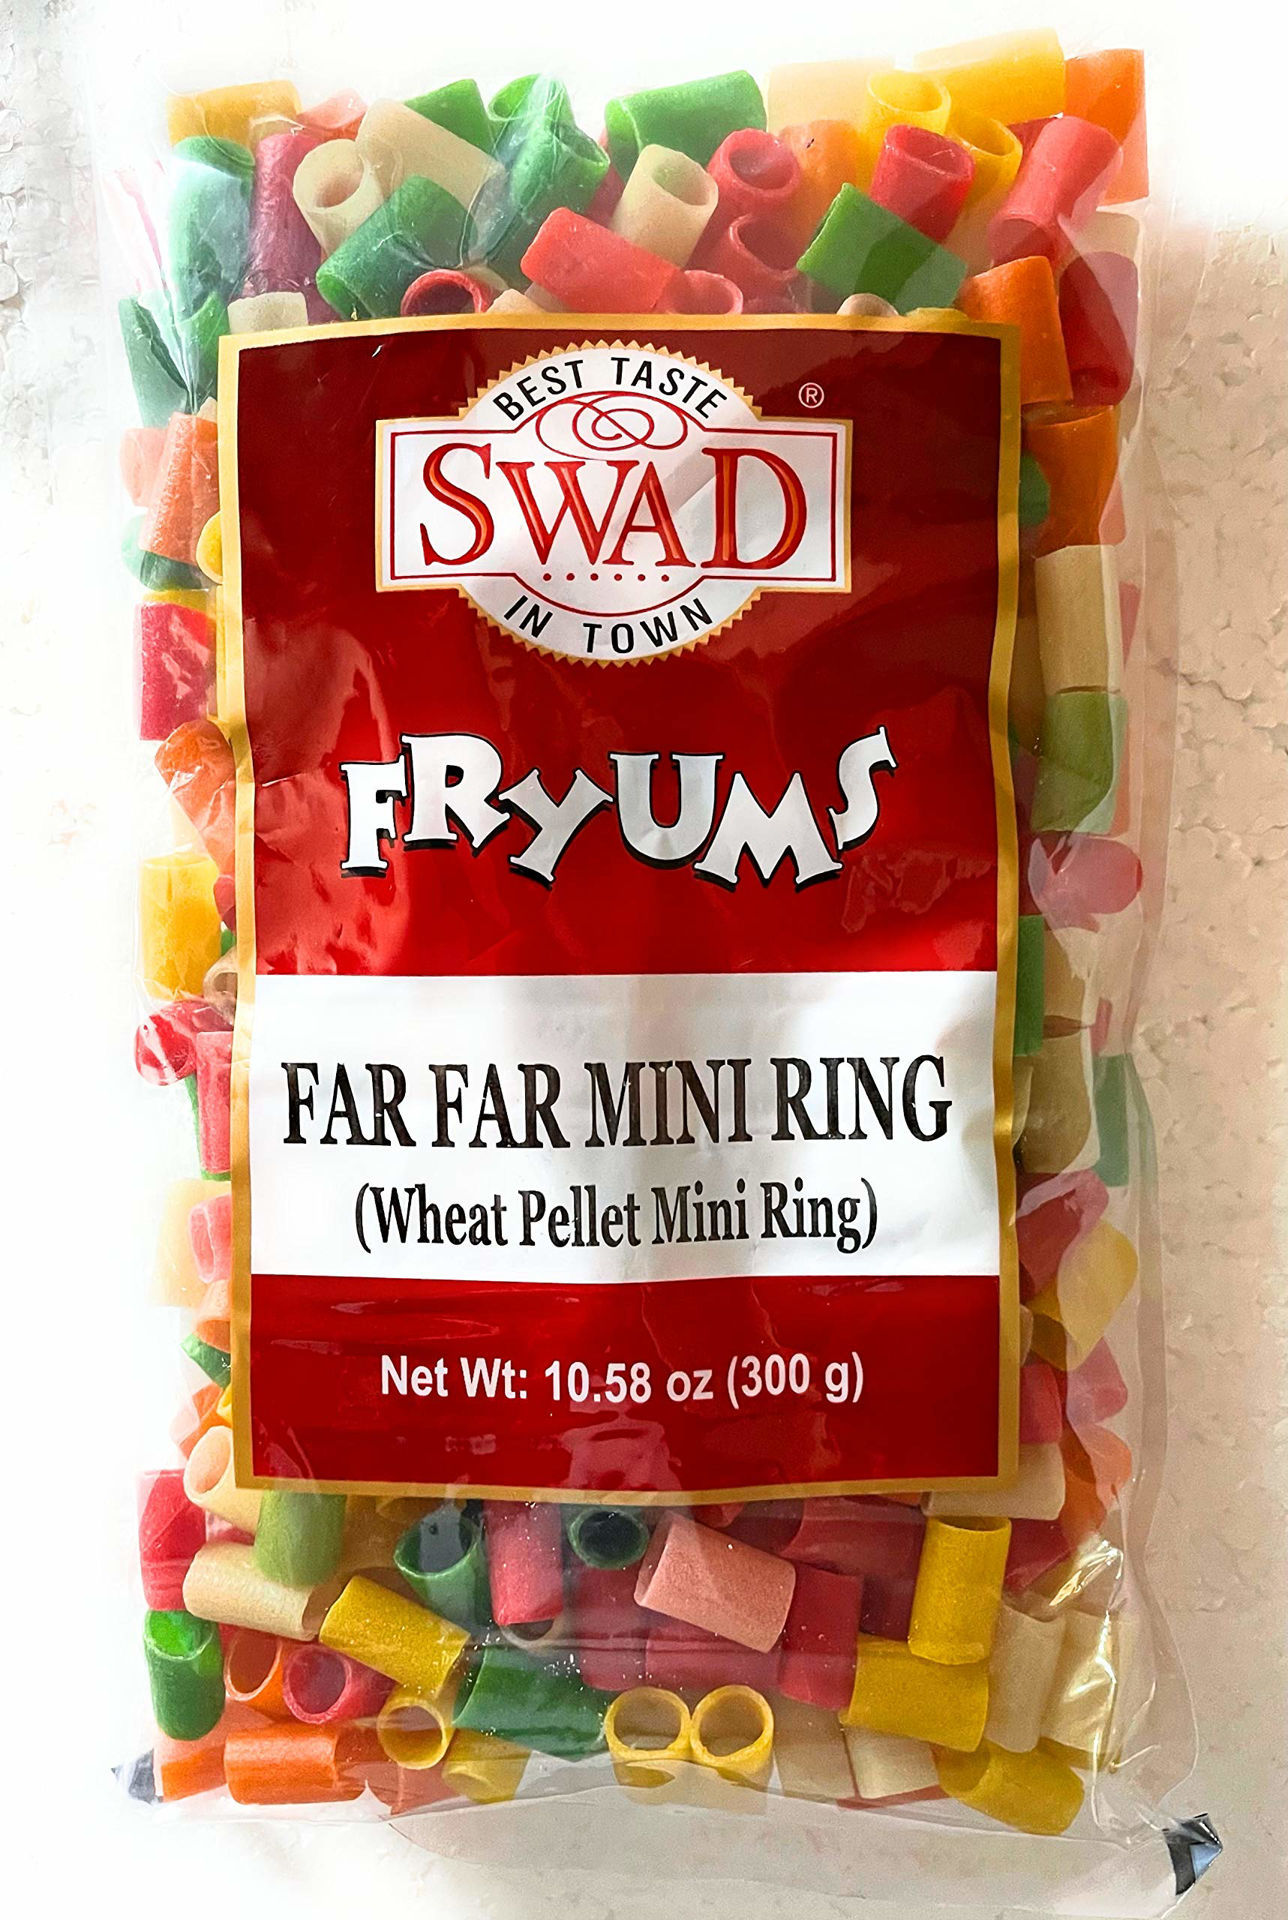 BEST TASTE
®
SWAD
IN TOWN
FRYUMS
FAR FAR MINI RING
(Wheat Pellet Mini Ring)
Net Wt: 10.58 oz (300 g)